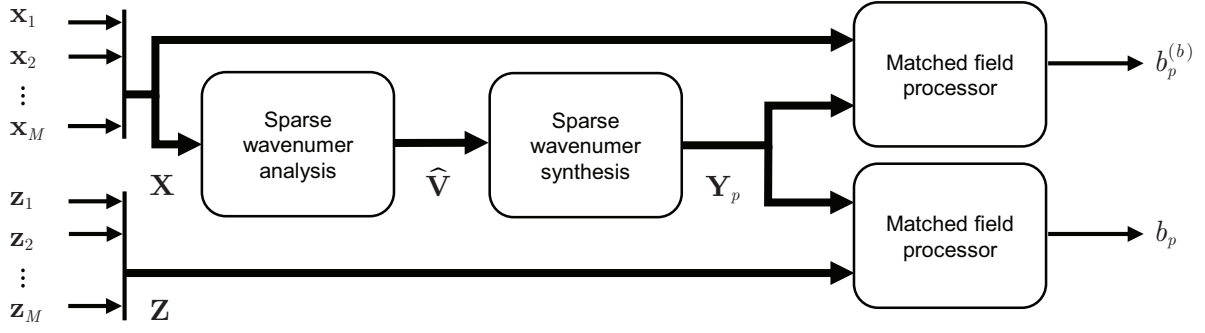 x₁
x₂
⋮
x_M
X
Sparse
wavenumer
analysis
V̂
Sparse
wavenumer
synthesis
Y_p
Matched field
processor
b_p^(b)
z₁
z₂
⋮
z_M
Z
Matched field
processor
b_p